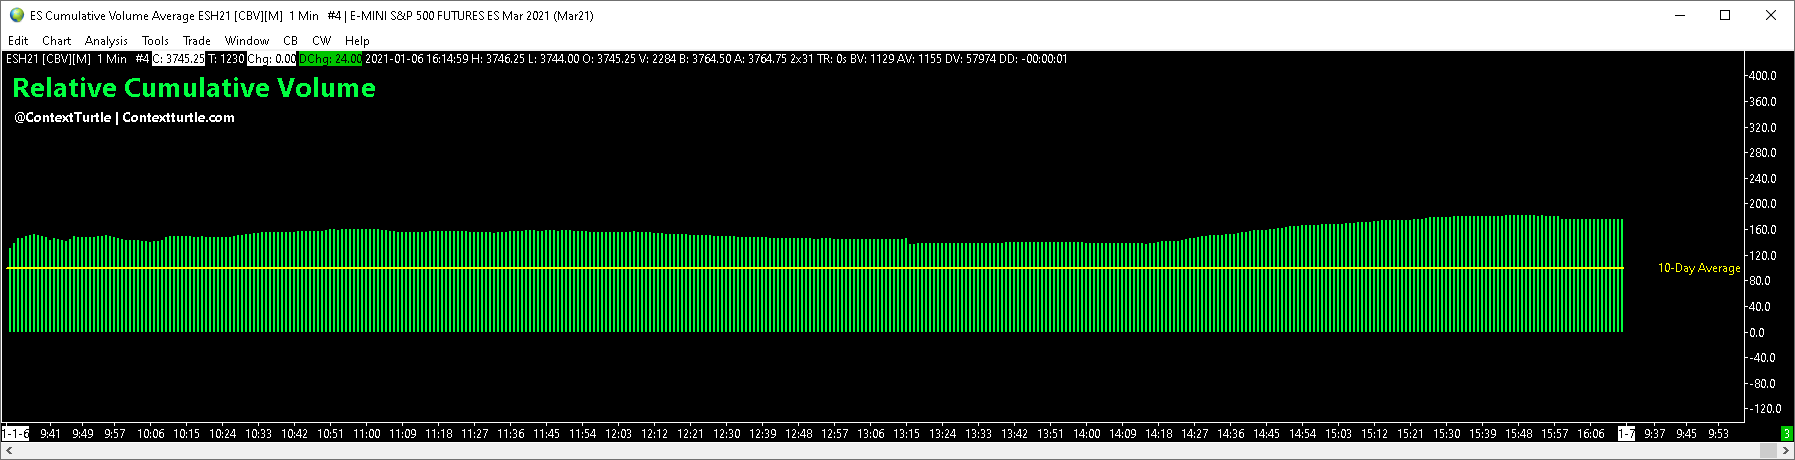 ES Cumulative Volume Average ESH21 [CBV][M]  1 Min   #4 | E-MINI S&P 500 FUTURES ES Mar 2021 (Mar21)
Edit Chart Analysis Tools Trade Window CB CW Help
ESH21 [CBV][M]  1 Min   #4 C: 3745.25 T: 1230 Chg: 0.00 DChg: 24.00 2021-01-06 16:14:59 H: 3746.25 L: 3744.00 O: 3745.25 V: 2284 B: 3764.50 A: 3764.75 2x31 TR: 0s BV: 1129 AV: 1155 DV: 57974 DD: -00:00:01
Relative Cumulative Volume
@ContextTurtle | Contextturtle.com
400.0
360.0
320.0
280.0
240.0
200.0
160.0
120.0
10-Day Average
80.0
40.0
0.0
-40.0
-80.0
-120.0
1-1-6 9:41 9:49 9:57 10:06 10:15 10:24 10:33 10:42 10:51 11:00 11:09 11:18 11:27 11:36 11:45 11:54 12:03 12:12 12:21 12:30 12:39 12:48 12:57 13:06 13:15 13:24 13:33 13:42 13:51 14:00 14:09 14:18 14:27 14:36 14:45 14:54 15:03 15:12 15:21 15:30 15:39 15:48 15:57 16:06 1-7 9:37 9:45 9:53 3